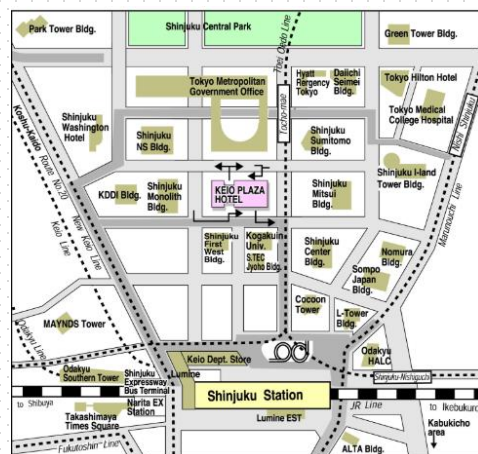 Park Tower Bldg.
Shinjuku Central Park
Green Tower Bldg.
Toei Oedo Line
Tokyo Metropolitan
Government Office
Hyatt
Regency
Tokyo
Daiichi
Seimei
Bldg.
Tokyo Hilton Hotel
Tokyo Medical
College Hospital
Nishi Shinjuku
Koshu-Kaido
Route No.20
Shinjuku
Washington
Hotel
Shinjuku
NS Bldg.
Tocho-mae
Shinjuku
Sumitomo
Bldg.
Shinjuku I-land
Tower Bldg.
KDDI Bldg.
Shinjuku
Monolith
Bldg.
KEIO PLAZA
HOTEL
Shinjuku
Mitsui
Bldg.
Marunouchi Line
Keio Line
New Keio Line
Shinjuku
First
West Bldg.
Kogakuin
Univ.
S.TEC
Jyoho Bldg.
Shinjuku
Center
Bldg.
Nomura
Bldg.
Sompo
Japan
Bldg.
Cocoon
Tower
L-Tower
Bldg.
MAYNDS Tower
Odakyu Line
Keio Dept. Store
Odakyu
HALC
Odakyu
Southern Tower
Shinjuku
Expressway
Bus Terminal
Lumine
Shinjuku-Nishiguchi
Shinjuku Station
to Shibuya
Narita EX
Station
JR Line
to Ikebukuro
Takashimaya
Times Square
Lumine EST
Kabukicho
area
Fukutoshin Line
ALTA Bldg.